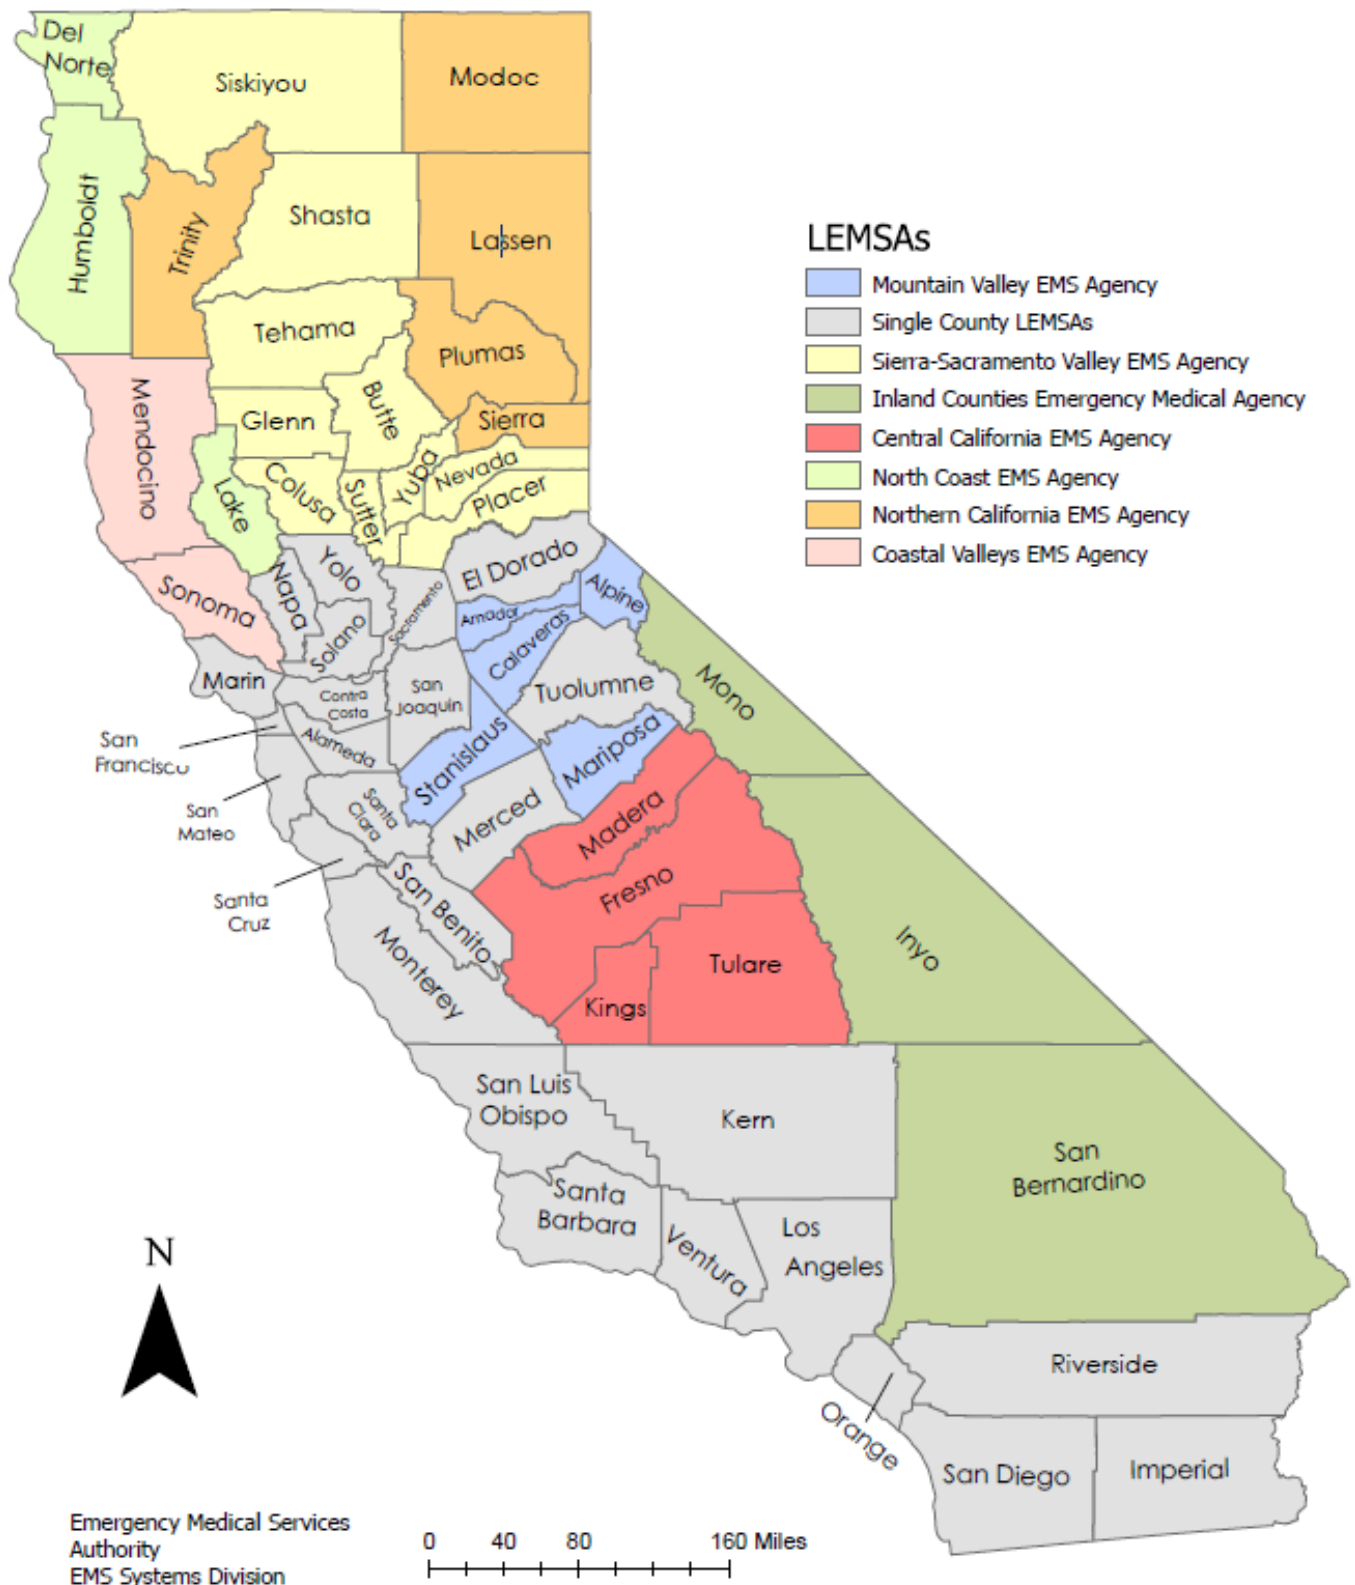 Del
Norte
Siskiyou
Modoc
Humboldt
Trinity
Shasta
Lassen
LEMSAs
Mountain Valley EMS Agency
Single County LEMSAs
Sierra-Sacramento Valley EMS Agency
Inland Counties Emergency Medical Agency
Central California EMS Agency
North Coast EMS Agency
Northern California EMS Agency
Coastal Valleys EMS Agency
Tehama
Plumas
Mendocino
Glenn
Butte
Sierra
Lake
Colusa
Sutter
Yuba
Nevada
Placer
Sonoma
Napa
Yolo
Solano
Sacramento
El Dorado
Amador
Alpine
Calaveras
Marin
Contra
Costa
San
Joaquin
Tuolumne
Mono
San
Francisco
Alameda
Stanislaus
Mariposa
San
Mateo
Santa
Clara
Merced
Madera
Santa
Cruz
San Benito
Fresno
Monterey
Kings
Tulare
Inyo
San Luis
Obispo
Kern
San
Bernardino
Santa
Barbara
Ventura
Los
Angeles
N
Orange
Riverside
San Diego
Imperial
Emergency Medical Services
Authority
EMS Systems Division
0 40 80 160 Miles